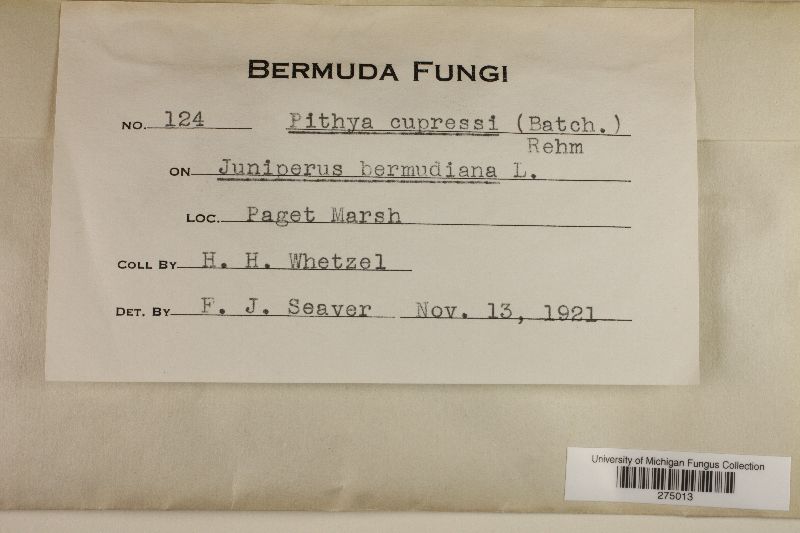 BERMUDA FUNGI
NO. 124 Pithya cupressi (Batch.)
Rehm
ON Juniperus bermudiana L.
LOC. Paget Marsh
COLL BY H. H. Whetzel
DET. BY F. J. Seaver Nov. 13, 1921
University of Michigan Fungus Collection
275013